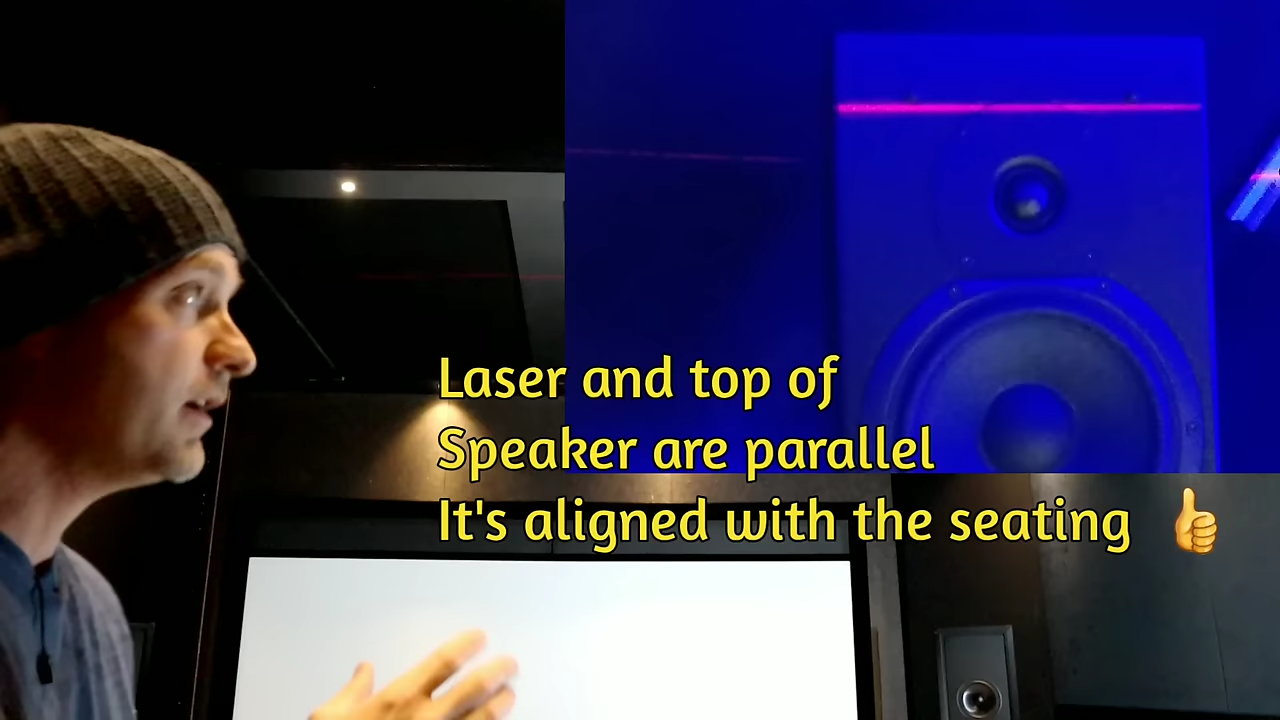 Laser and top of
Speaker are parallel
It's aligned with the seating 👍